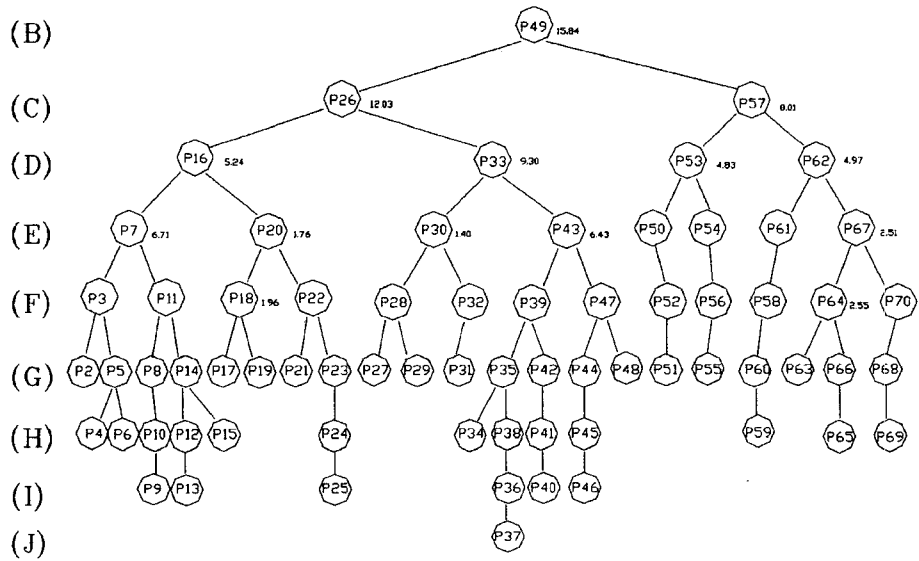 (B) P49 15.84
(C) P26 12.03 P57 8.01
(D) P16 5.24 P33 9.30 P53 4.83 P62 4.97
(E) P7 6.71 P20 1.76 P30 1.40 P43 6.43 P50 P54 P61 P67 2.51
(F) P3 P11 P18 1.96 P22 P28 P32 P39 P47 P52 P56 P58 P64 2.55 P70
(G) P2 P5 P8 P14 P17 P19 P21 P23 P27 P29 P31 P35 P42 P44 P48 P51 P55 P60 P63 P66 P68
(H) P4 P6 P10 P12 P15 P24 P34 P38 P41 P45 P59 P65 P69
(I) P9 P13 P25 P36 P40 P46
(J) P37